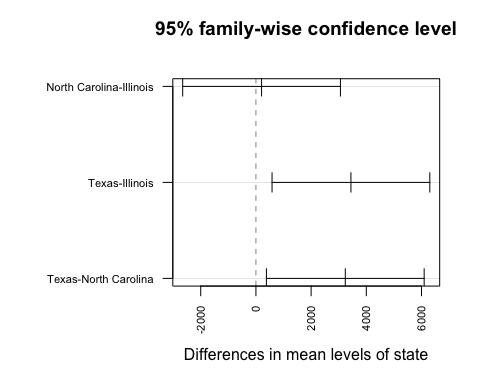 95% family-wise confidence level
North Carolina-Illinois
Texas-Illinois
Texas-North Carolina
-2000
0
2000
4000
6000
Differences in mean levels of state